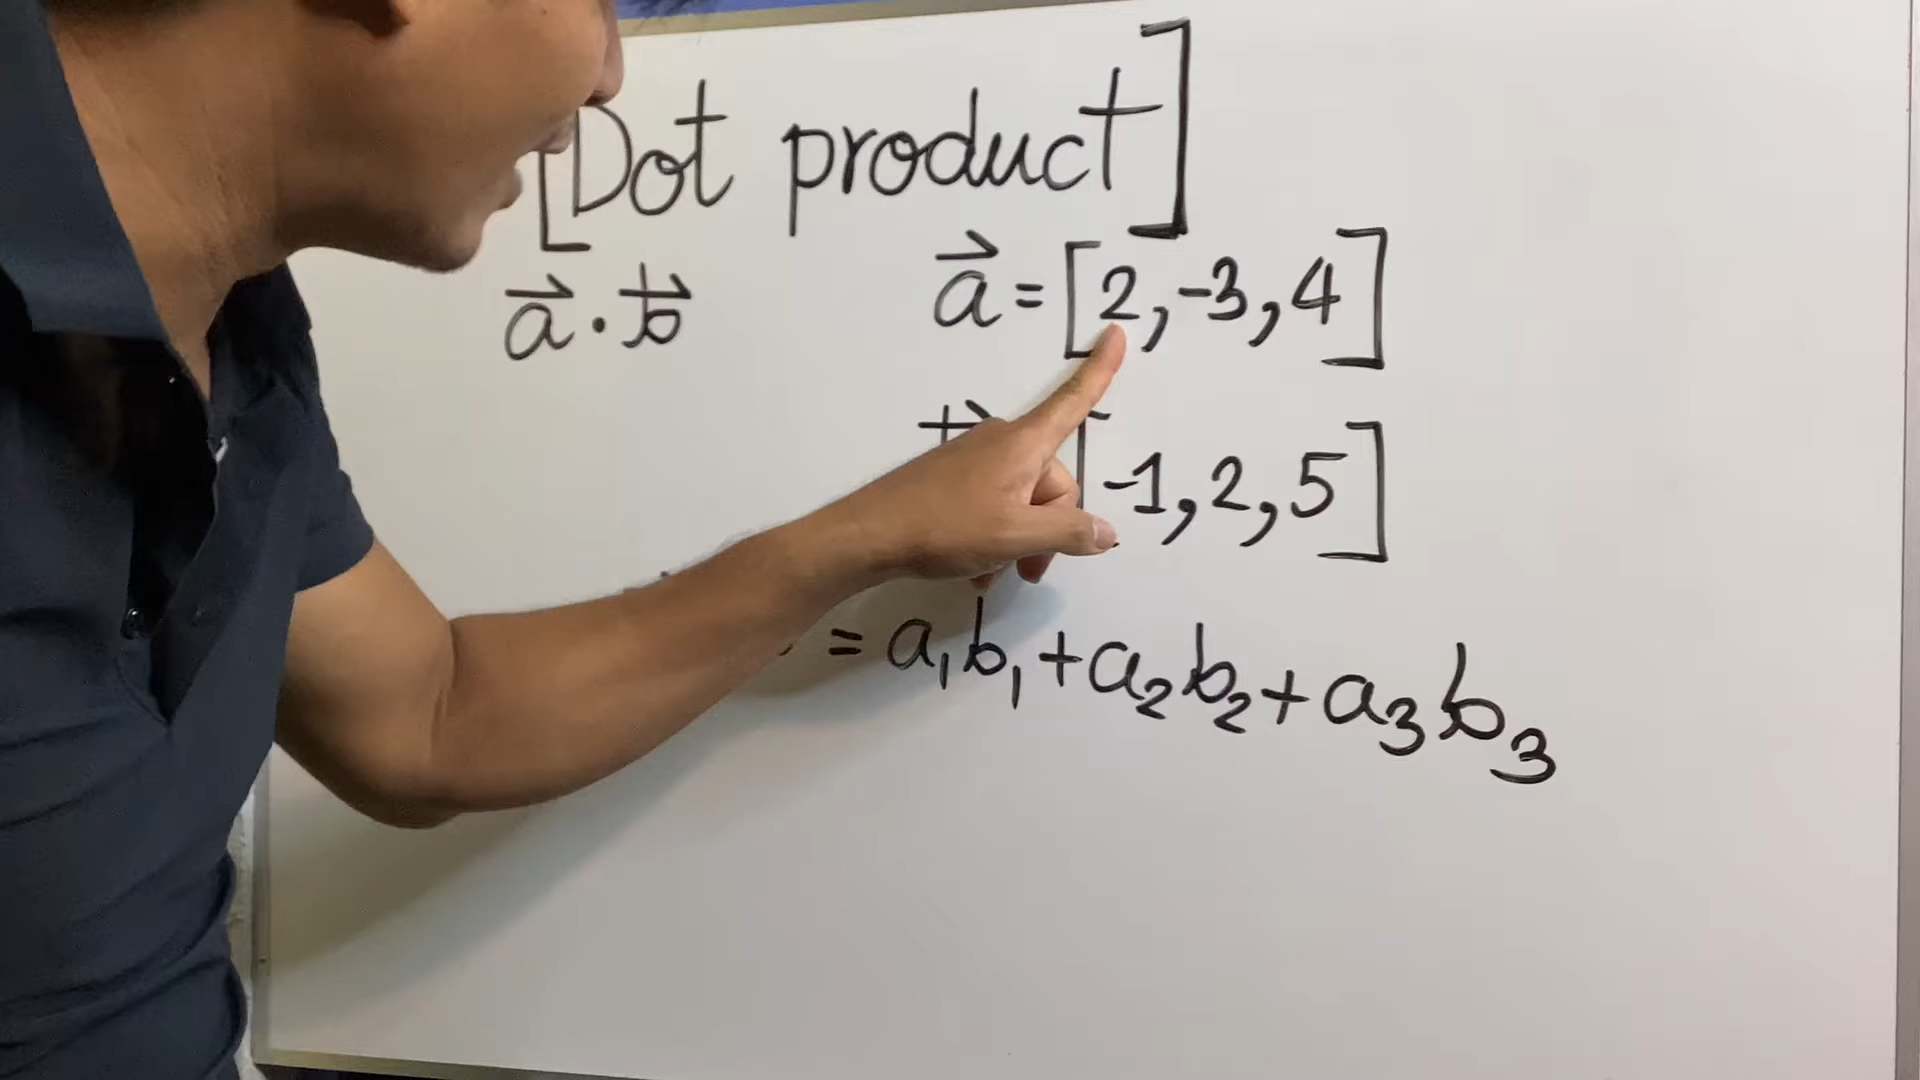 [Dot product]
a⃗ · b⃗
a⃗ = [2, -3, 4]
[-1, 2, 5]
= a₁b₁ + a₂b₂ + a₃b₃